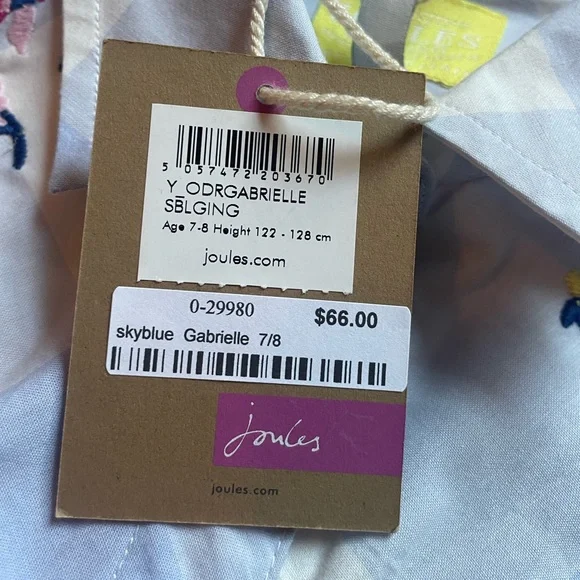 LES
5 057472 203670
Y_ODRGABRIELLE
SBLGING
Age 7-8 Height 122 - 128 cm
joules.com
0-29980 $66.00
skyblue Gabrielle 7/8
Joules
joules.com